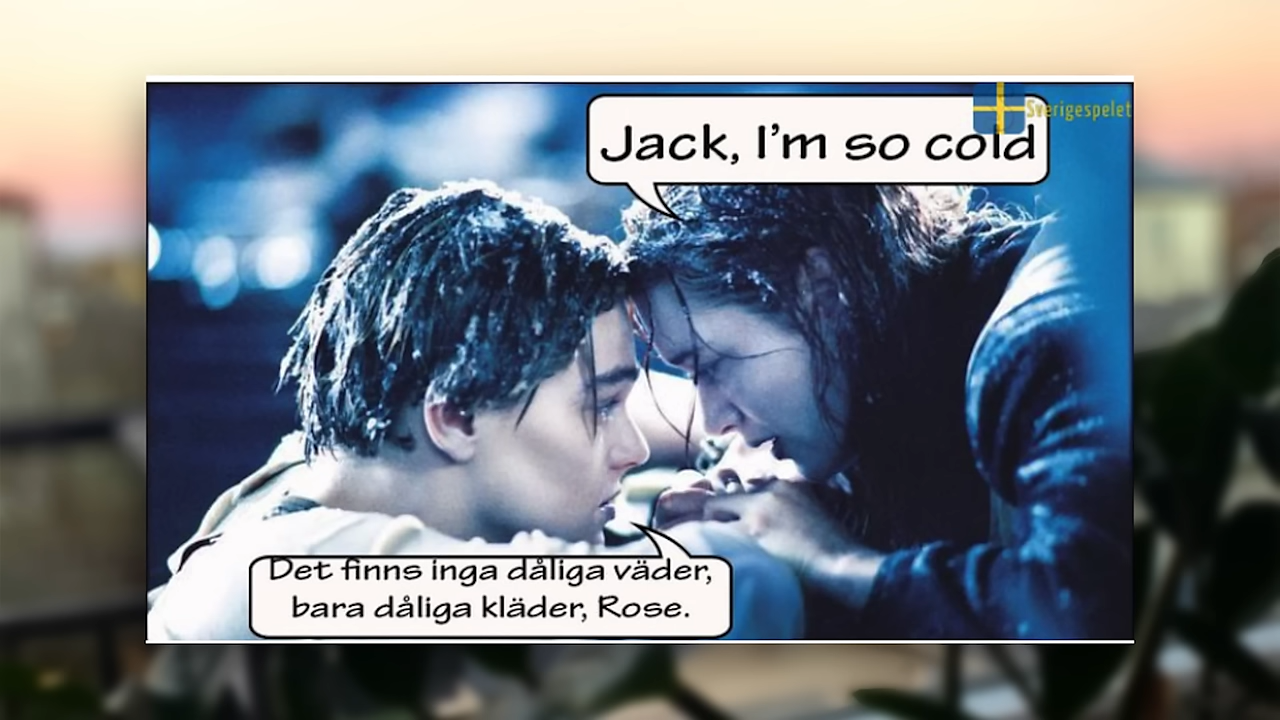 Sverigespelet
Jack, I'm so cold
Det finns inga dåliga väder,
bara dåliga kläder, Rose.